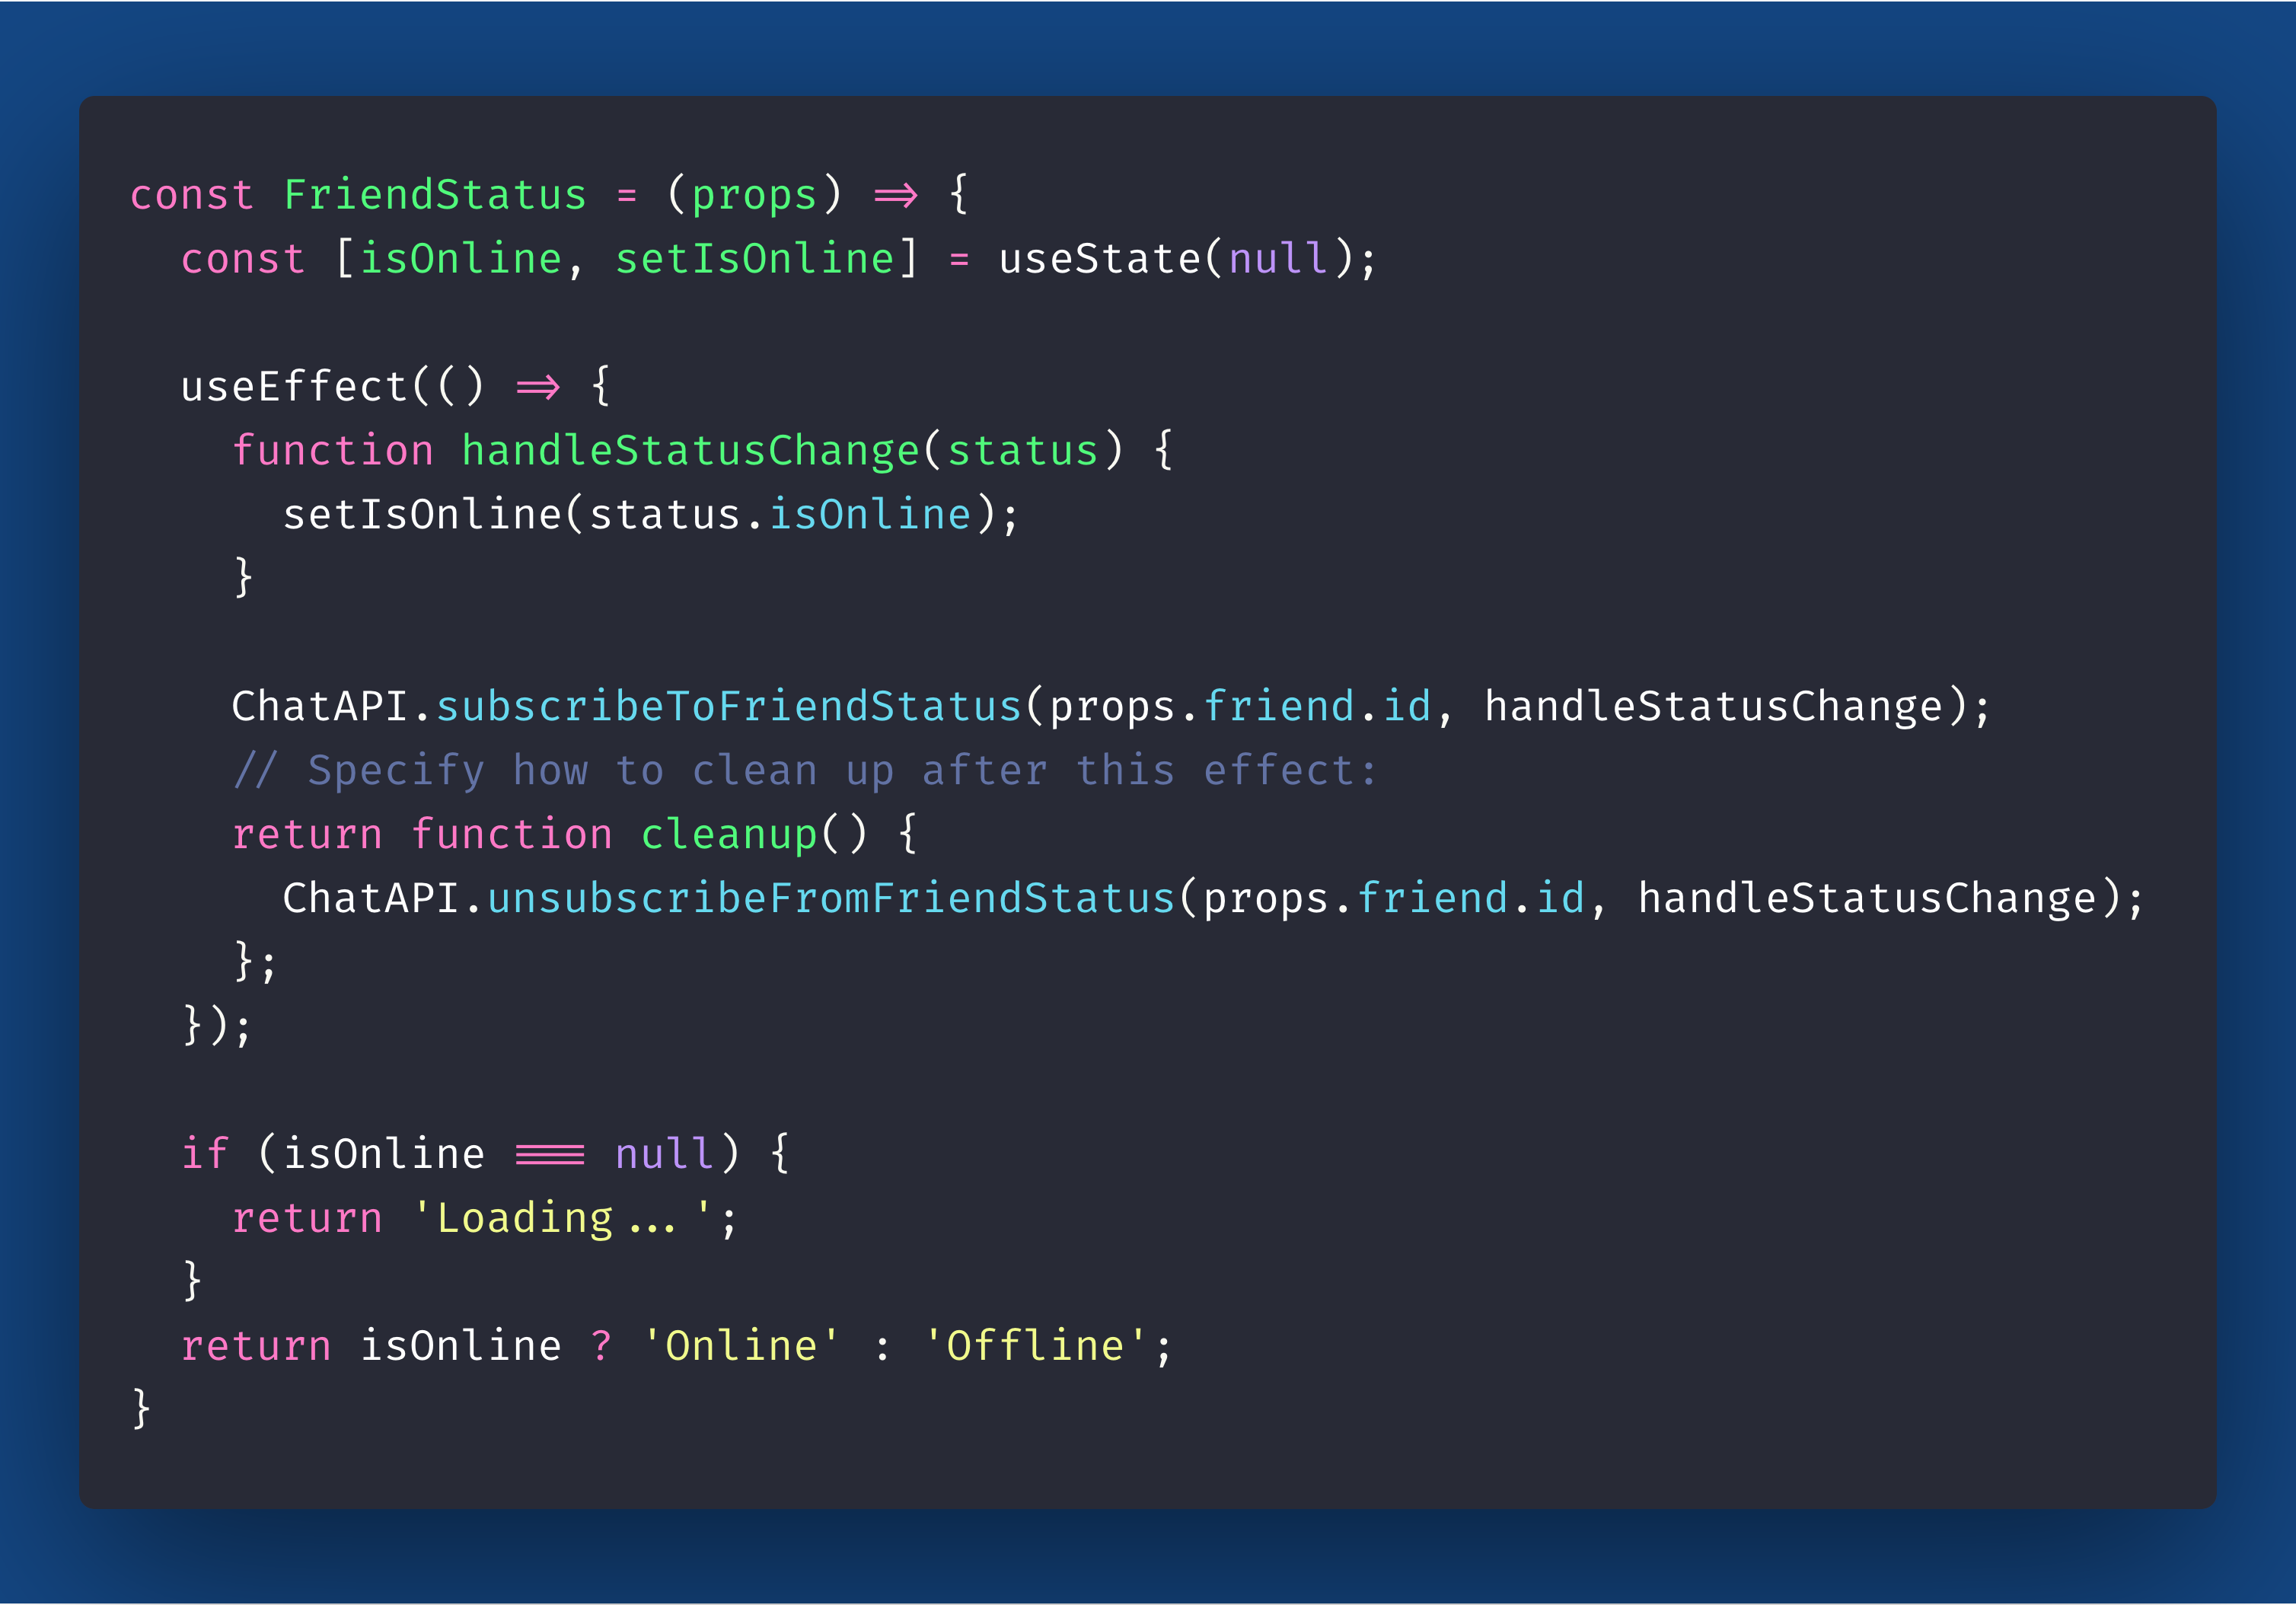 const FriendStatus = (props) => {
  const [isOnline, setIsOnline] = useState(null);

  useEffect(() => {
    function handleStatusChange(status) {
      setIsOnline(status.isOnline);
    }

    ChatAPI.subscribeToFriendStatus(props.friend.id, handleStatusChange);
    // Specify how to clean up after this effect:
    return function cleanup() {
      ChatAPI.unsubscribeFromFriendStatus(props.friend.id, handleStatusChange);
    };
  });

  if (isOnline === null) {
    return 'Loading...';
  }
  return isOnline ? 'Online' : 'Offline';
}